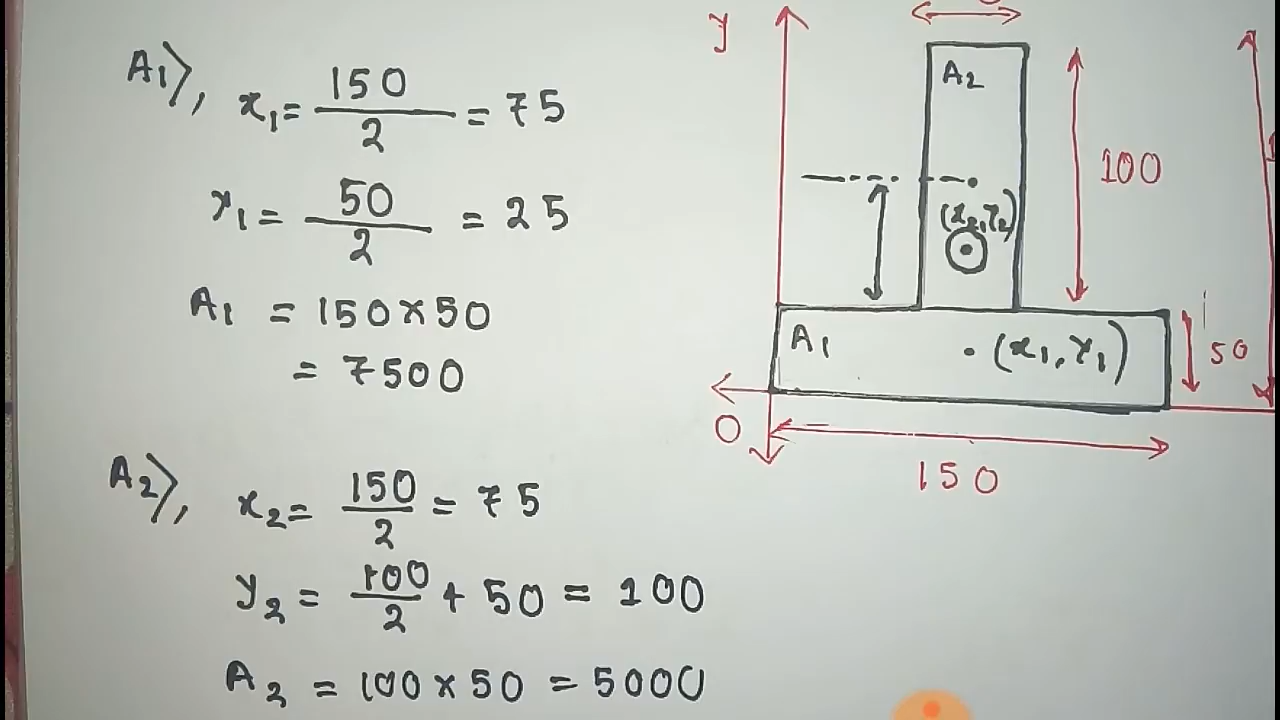 A1⟩, x1 = 150/2 = 75
Y1 = 50/2 = 25
A1 = 150×50
= 7500
A2⟩, x2 = 150/2 = 75
y2 = 100/2 + 50 = 100
A2 = 100×50 = 5000
y
A2
100
(x2,Y2)
A1
·(x1,Y1)
50
0
150